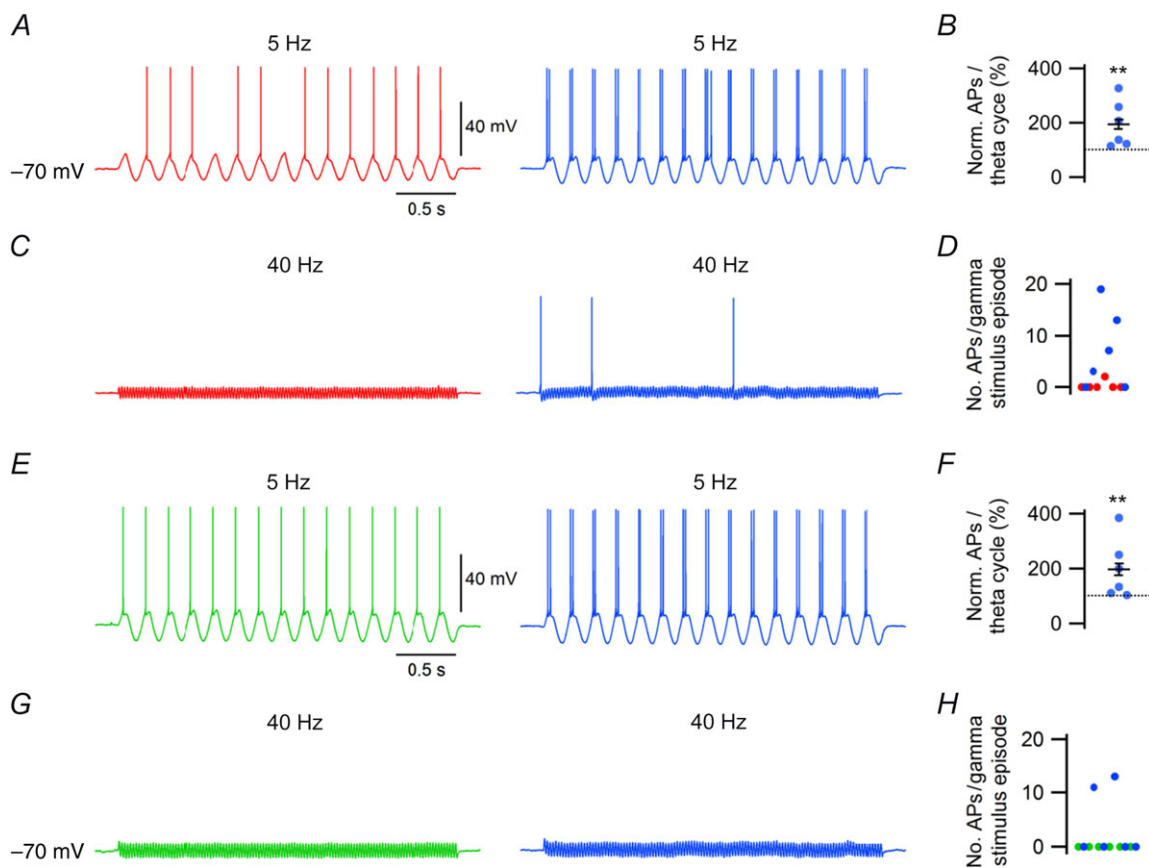 A
5 Hz
5 Hz
40 mV
–70 mV
0.5 s
B
Norm. APs /
theta cyce (%)
400
200
0
**
C
40 Hz
40 Hz
D
No. APs/gamma
stimulus episode
20
10
0
E
5 Hz
5 Hz
40 mV
0.5 s
F
Norm. APs /
theta cycle (%)
400
200
0
**
G
40 Hz
40 Hz
–70 mV
H
No. APs/gamma
stimulus episode
20
10
0